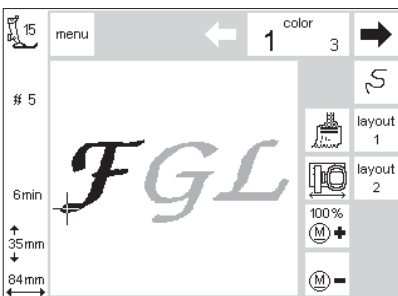 15
menu
color
1 3
# 5
layout
1
layout
2
6min
100%
M +
35mm
84mm
M -
FGL